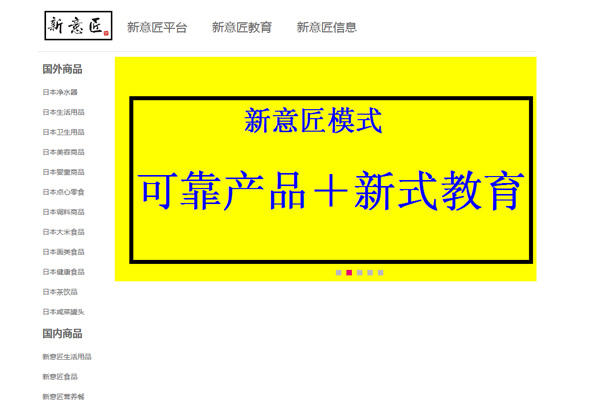 新意匠
新意匠平台
新意匠教育
新意匠信息
国外商品
日本净水器
日本生活用品
日本卫生用品
日本美容商品
日本婴童商品
日本点心零食
日本调料商品
日本大米食品
日本面美食品
日本健康食品
日本茶饮品
日本咸菜罐头
国内商品
新意匠生活用品
新意匠食品
新意匠营养餐
新意匠模式
可靠产品＋新式教育